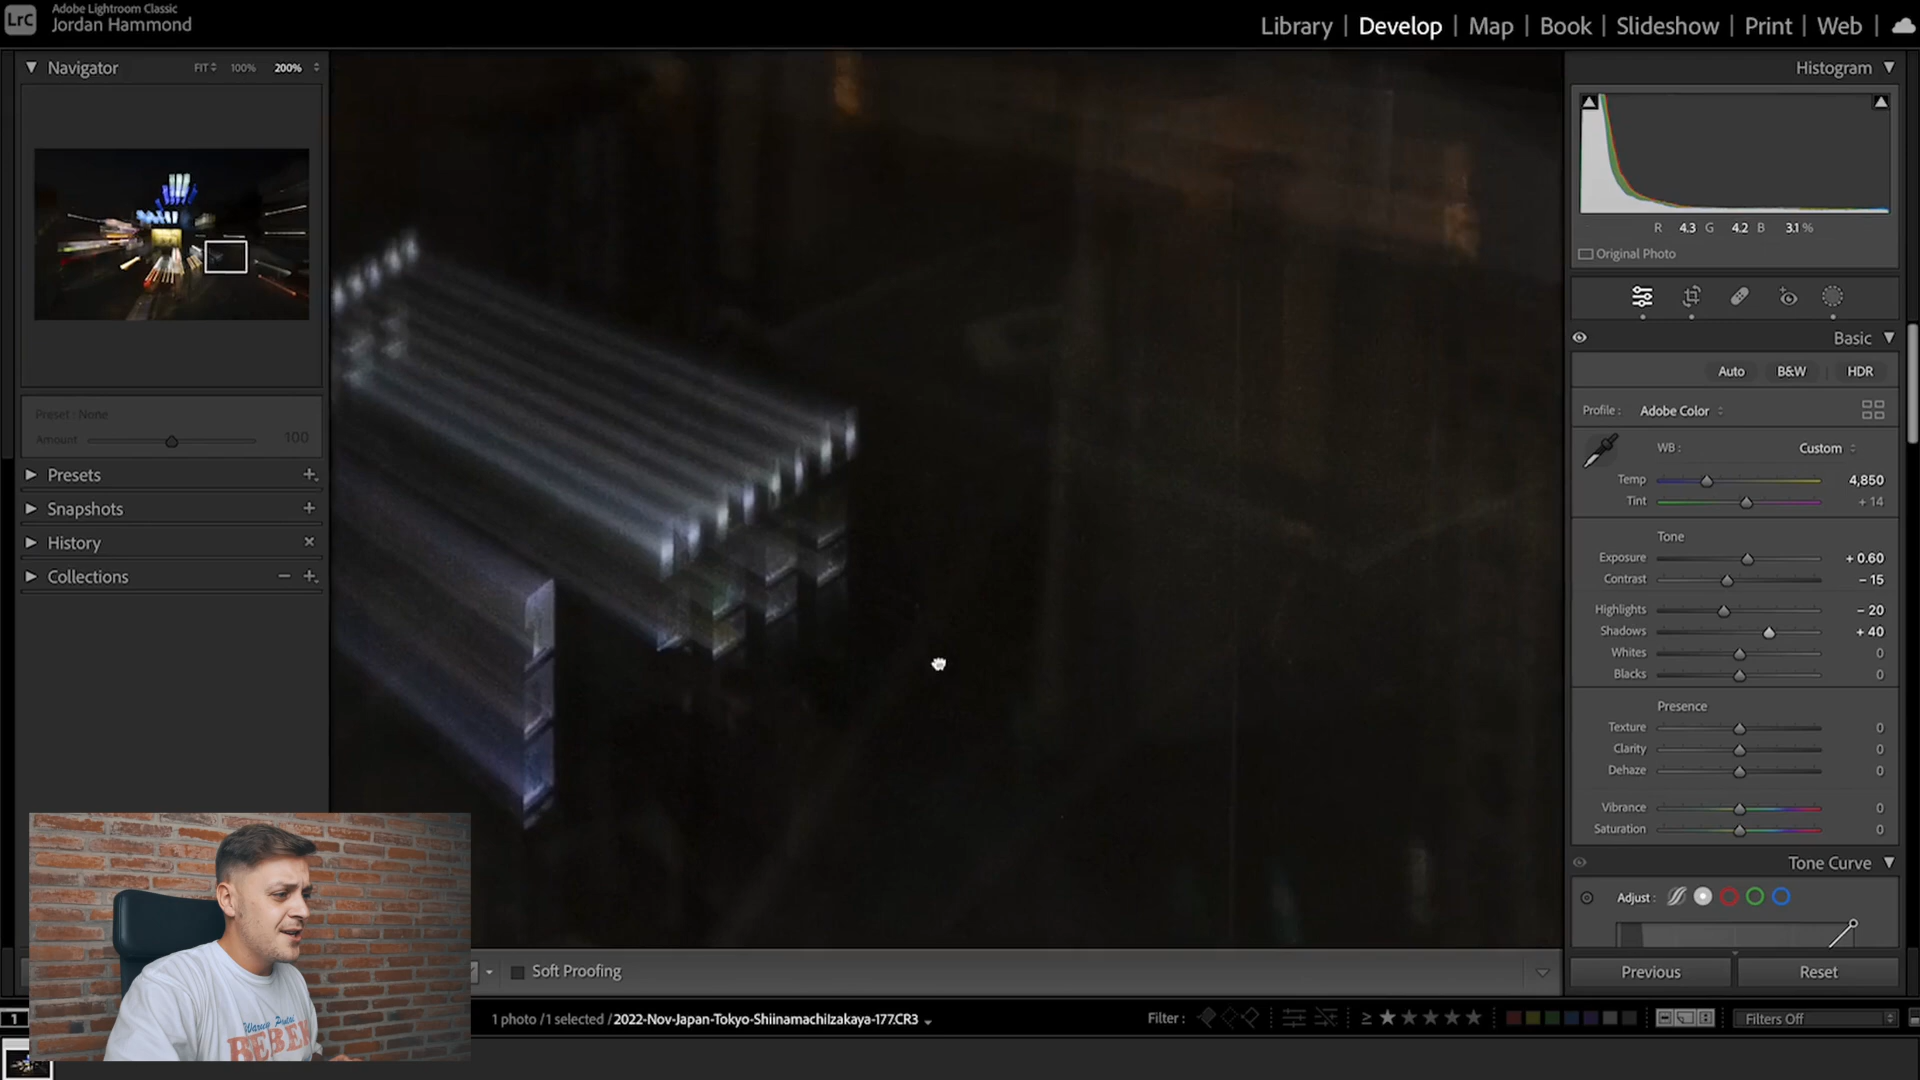 LrC
Adobe Lightroom Classic
Jordan Hammond
Library | Develop | Map | Book | Slideshow | Print | Web
Navigator FIT 100% 200%
Preset : None
Amount 100
Presets
Snapshots
History
Collections
Histogram
R 4.3 G 4.2 B 3.1 %
Original Photo
Basic
Auto B&W HDR
Profile : Adobe Color
WB : Custom
Temp 4,850
Tint + 14
Tone
Exposure + 0.60
Contrast – 15
Highlights – 20
Shadows + 40
Whites 0
Blacks 0
Presence
Texture 0
Clarity 0
Dehaze 0
Vibrance 0
Saturation 0
Tone Curve
Adjust :
Previous Reset
Soft Proofing
1 1 photo / 1 selected / 2022-Nov-Japan-Tokyo-ShiinamachiIzakaya-177.CR3
Filter : ≥ Filters Off
BEBEK